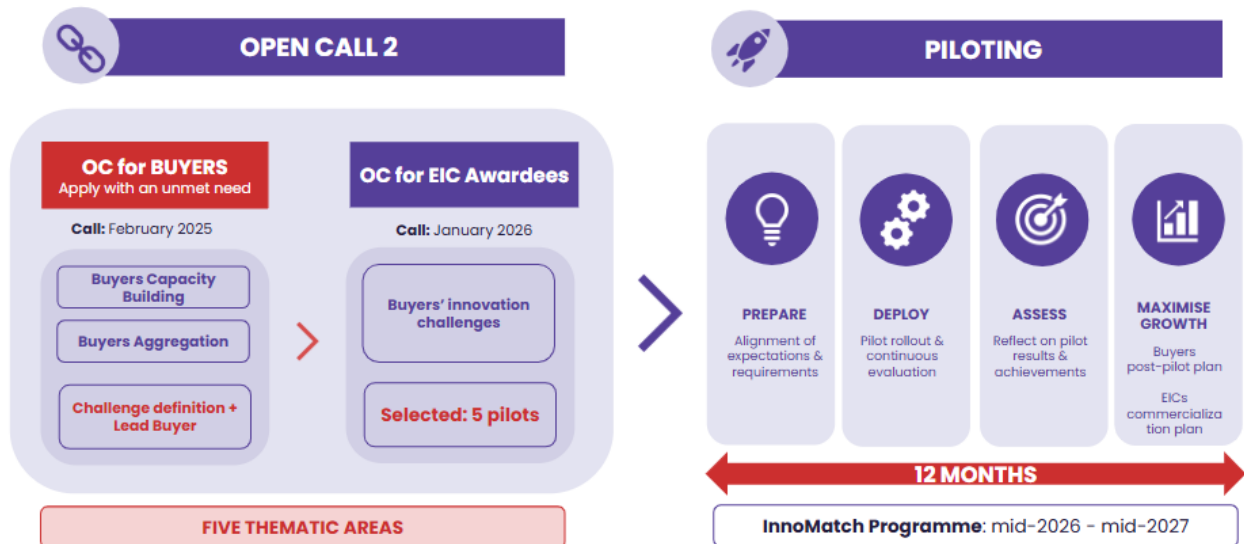 OPEN CALL 2
OC for BUYERS
Apply with an unmet need
Call: February 2025
Buyers Capacity
Building
Buyers Aggregation
Challenge definition +
Lead Buyer
OC for EIC Awardees
Call: January 2026
Buyers' innovation
challenges
Selected: 5 pilots
FIVE THEMATIC AREAS
PILOTING
PREPARE
Alignment of
expectations &
requirements
DEPLOY
Pilot rollout &
continuous
evaluation
ASSESS
Reflect on pilot
results &
achievements
MAXIMISE
GROWTH
Buyers
post-pilot plan
EICs
commercializa
tion plan
12 MONTHS
InnoMatch Programme: mid-2026 - mid-2027